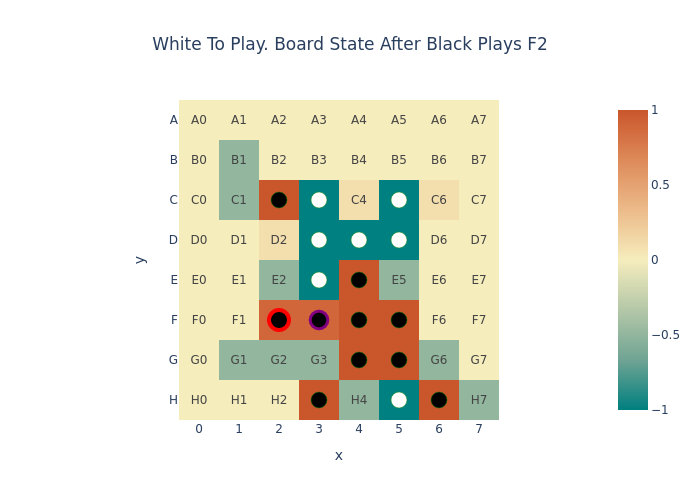 White To Play. Board State After Black Plays F2
A A0 A1 A2 A3 A4 A5 A6 A7 1
B B0 B1 B2 B3 B4 B5 B6 B7
0.5
C C0 C1 C4 C6 C7
D D0 D1 D2 D6 D7 0
y
E E0 E1 E2 E5 E6 E7
F F0 F1 F6 F7 −0.5
G G0 G1 G2 G3 G6 G7
H H0 H1 H2 H4 H7 −1
0 1 2 3 4 5 6 7
x